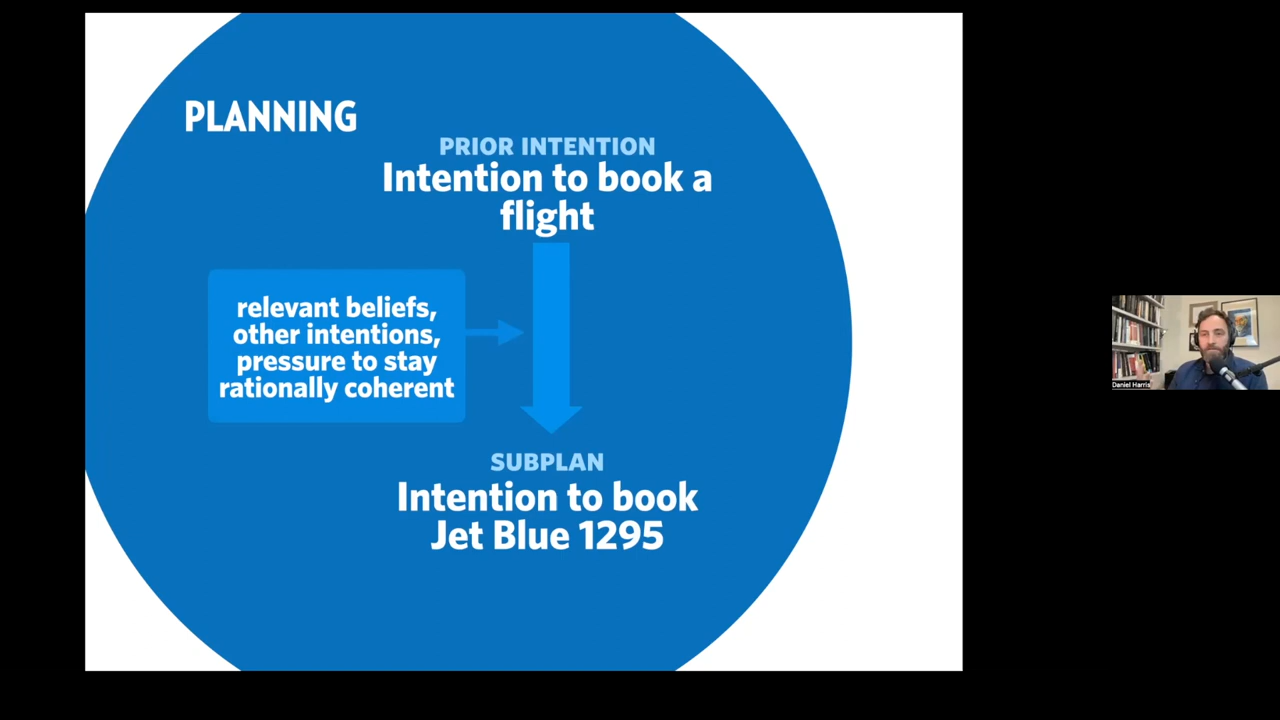 PLANNING
PRIOR INTENTION
Intention to book a
flight
relevant beliefs,
other intentions,
pressure to stay
rationally coherent
SUBPLAN
Intention to book
Jet Blue 1295
Daniel Harris